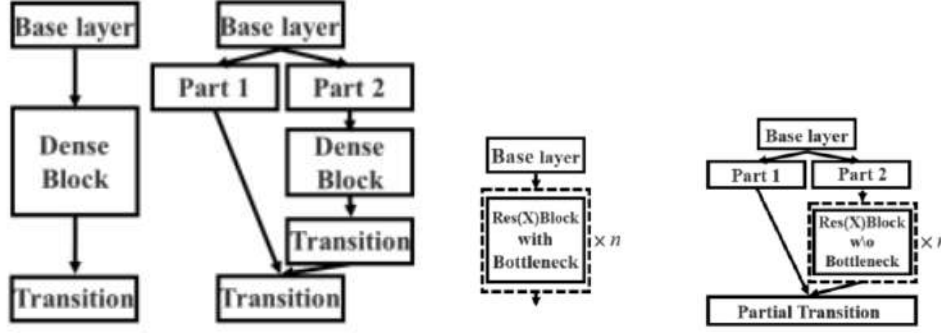 Base layer
Dense
Block
Transition
Base layer
Part 1
Part 2
Dense
Block
Transition
Transition
Base layer
Res(X)Block
with
Bottleneck
× n
Base layer
Part 1
Part 2
Res(X)Block
w\o
Bottleneck
× n
Partial Transition